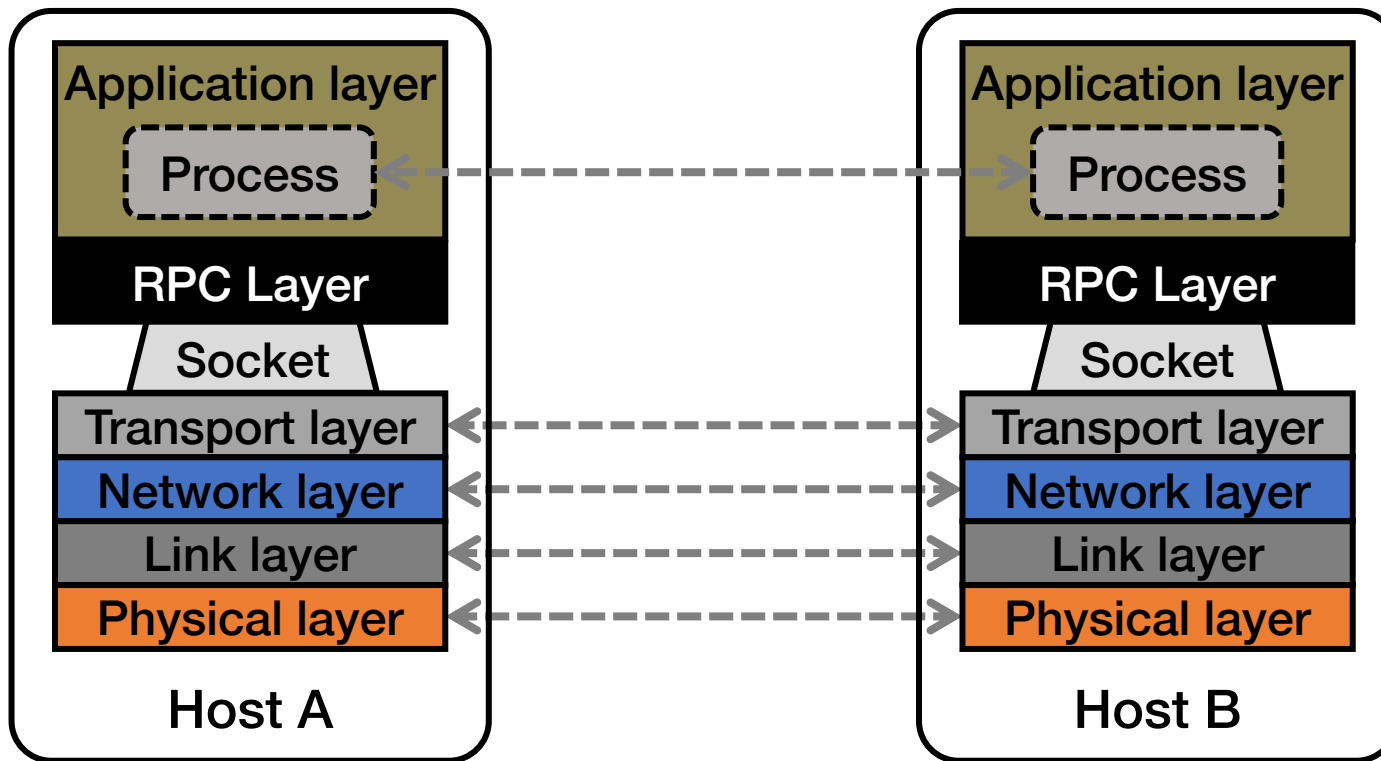 Application layer
Process
RPC Layer
Socket
Transport layer
Network layer
Link layer
Physical layer
Host A
Application layer
Process
RPC Layer
Socket
Transport layer
Network layer
Link layer
Physical layer
Host B